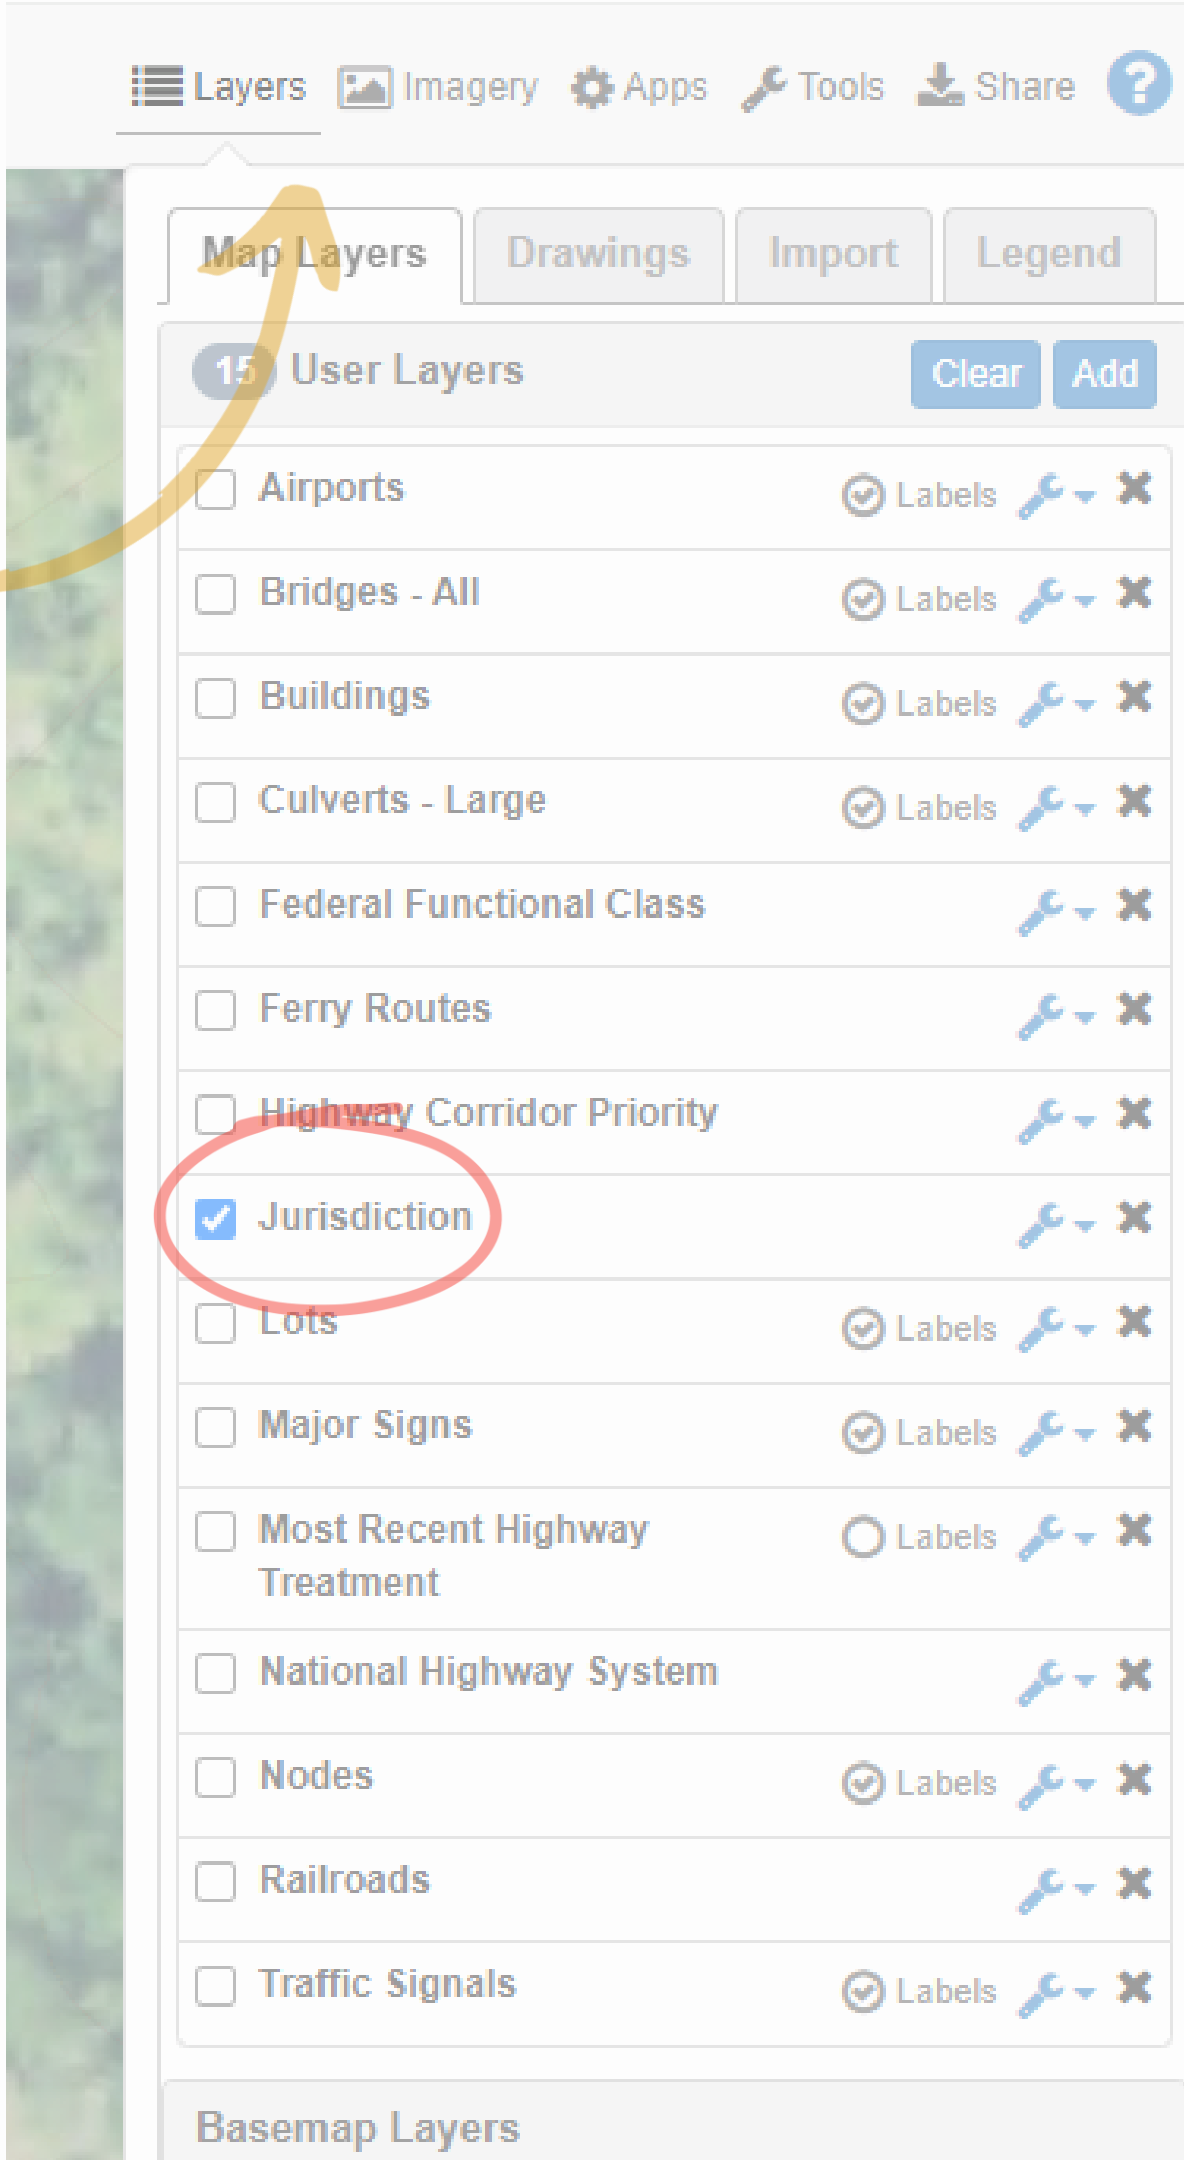 Layers Imagery Apps Tools Share ?
Map Layers Drawings Import Legend
15 User Layers Clear Add
Airports Labels
Bridges - All Labels
Buildings Labels
Culverts - Large Labels
Federal Functional Class
Ferry Routes
Highway Corridor Priority
Jurisdiction
Lots Labels
Major Signs Labels
Most Recent Highway Labels
Treatment
National Highway System
Nodes Labels
Railroads
Traffic Signals Labels
Basemap Layers